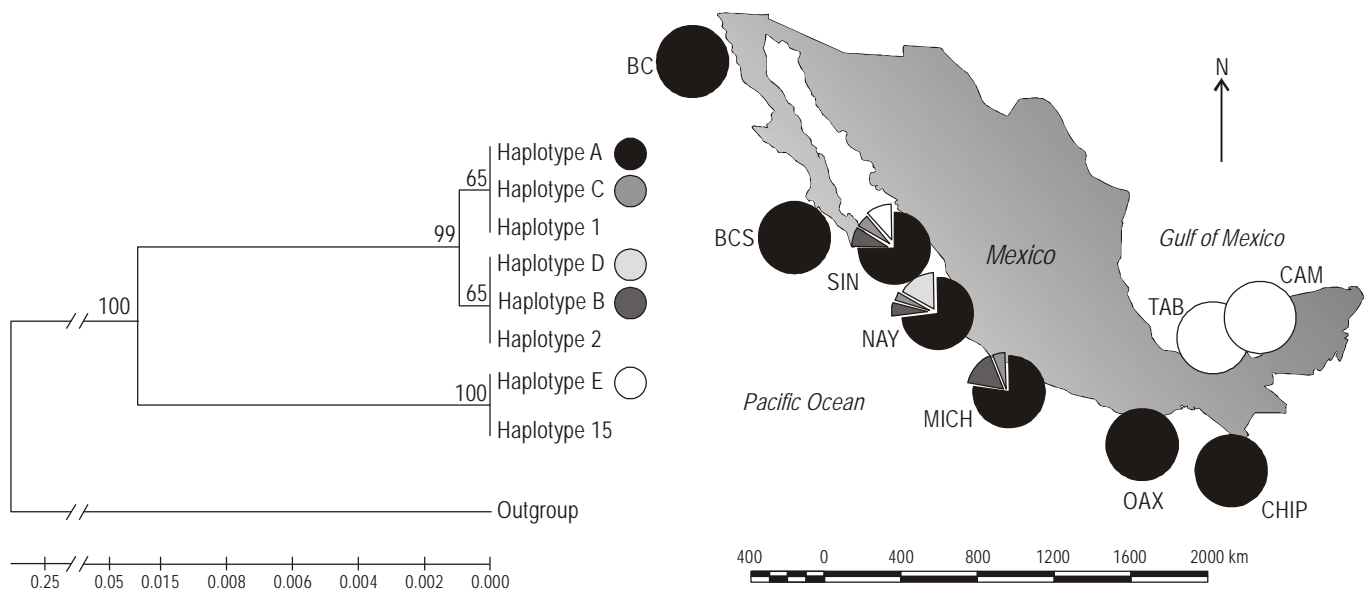 Haplotype A
65
Haplotype C
Haplotype 1
99
Haplotype D
65
Haplotype B
Haplotype 2
100
Haplotype E
100
Haplotype 15
Outgroup
0.25
0.05
0.015
0.008
0.006
0.004
0.002
0.000
BC
N
BCS
SIN
Mexico
Gulf of Mexico
CAM
TAB
NAY
Pacific Ocean
MICH
OAX
CHIP
400
0
400
800
1200
1600
2000 km